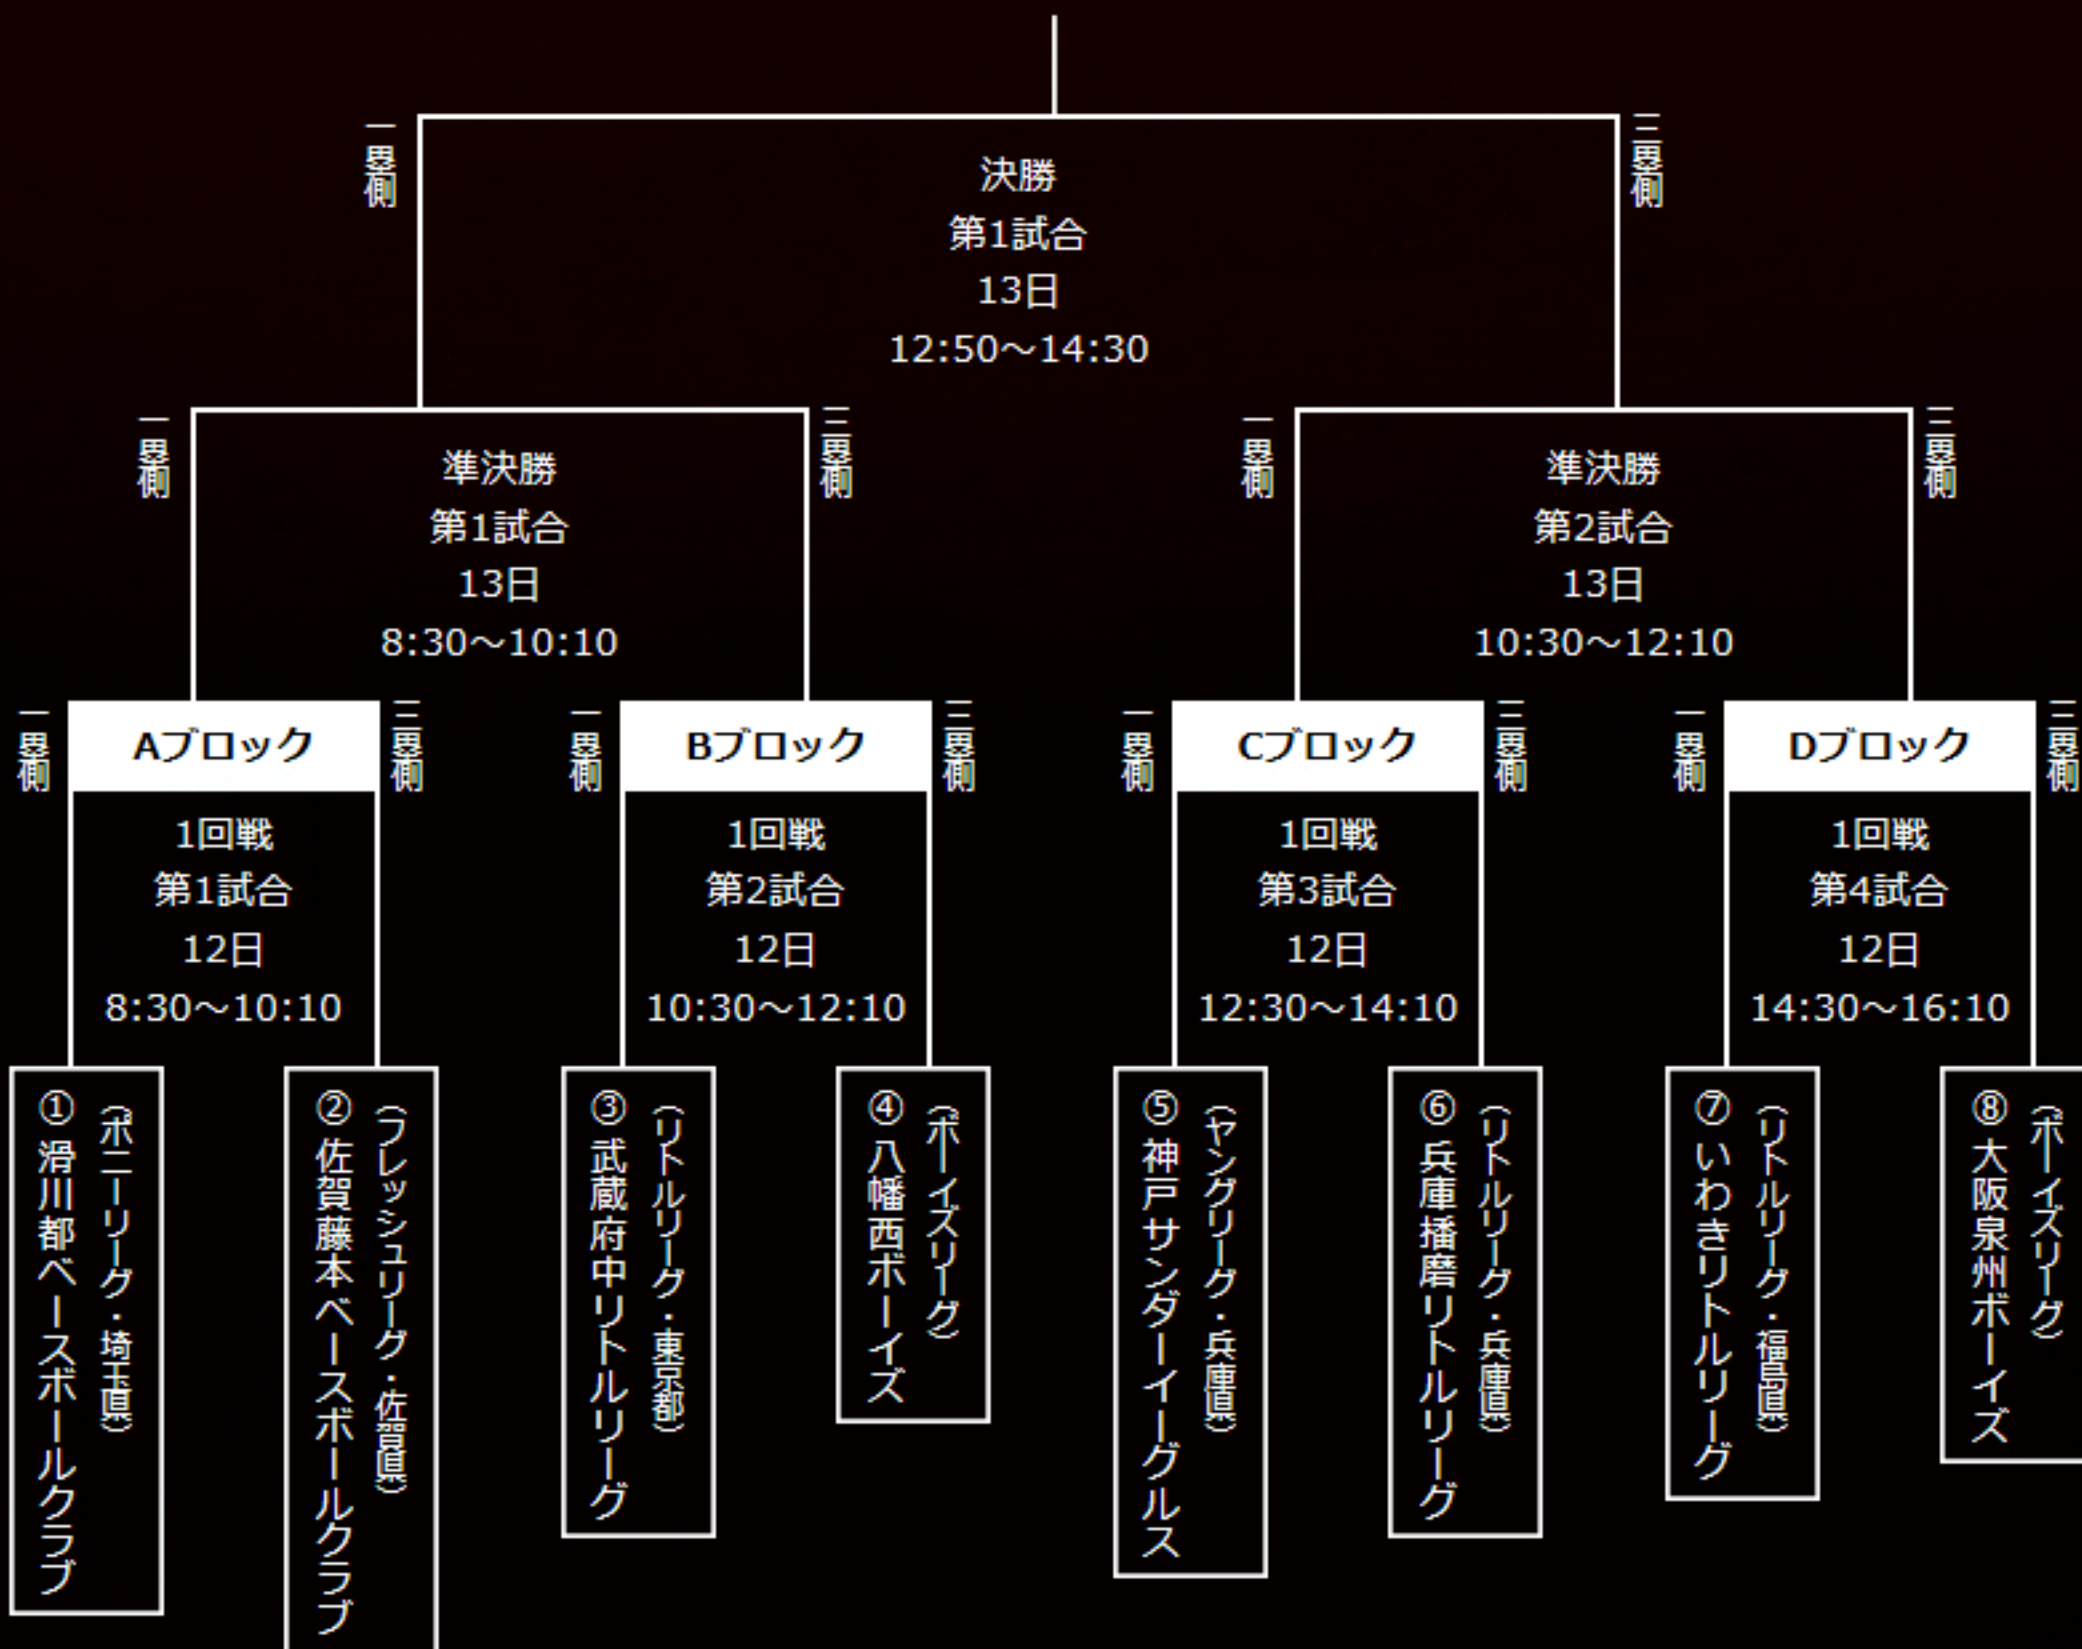 一塁側
三塁側
決勝
第1試合
13日
12:50～14:30
一塁側
三塁側
準決勝
第1試合
13日
8:30～10:10
一塁側
三塁側
準決勝
第2試合
13日
10:30～12:10
一塁側
Aブロック
三塁側
1回戦
第1試合
12日
8:30～10:10
一塁側
Bブロック
三塁側
1回戦
第2試合
12日
10:30～12:10
一塁側
Cブロック
三塁側
1回戦
第3試合
12日
12:30～14:10
一塁側
Dブロック
三塁側
1回戦
第4試合
12日
14:30～16:10
（ポニーリーグ・埼玉県）
① 滑川都ベースボールクラブ
（フレッシュリーグ・佐賀県）
② 佐賀藤本ベースボールクラブ
（リトルリーグ・東京都）
③ 武蔵府中リトルリーグ
（ボーイズリーグ）
④ 八幡西ボーイズ
（ヤングリーグ・兵庫県）
⑤ 神戸サンダーイーグルス
（リトルリーグ・兵庫県）
⑥ 兵庫播磨リトルリーグ
（リトルリーグ・福島県）
⑦ いわきリトルリーグ
（ボーイズリーグ）
⑧ 大阪泉州ボーイズ